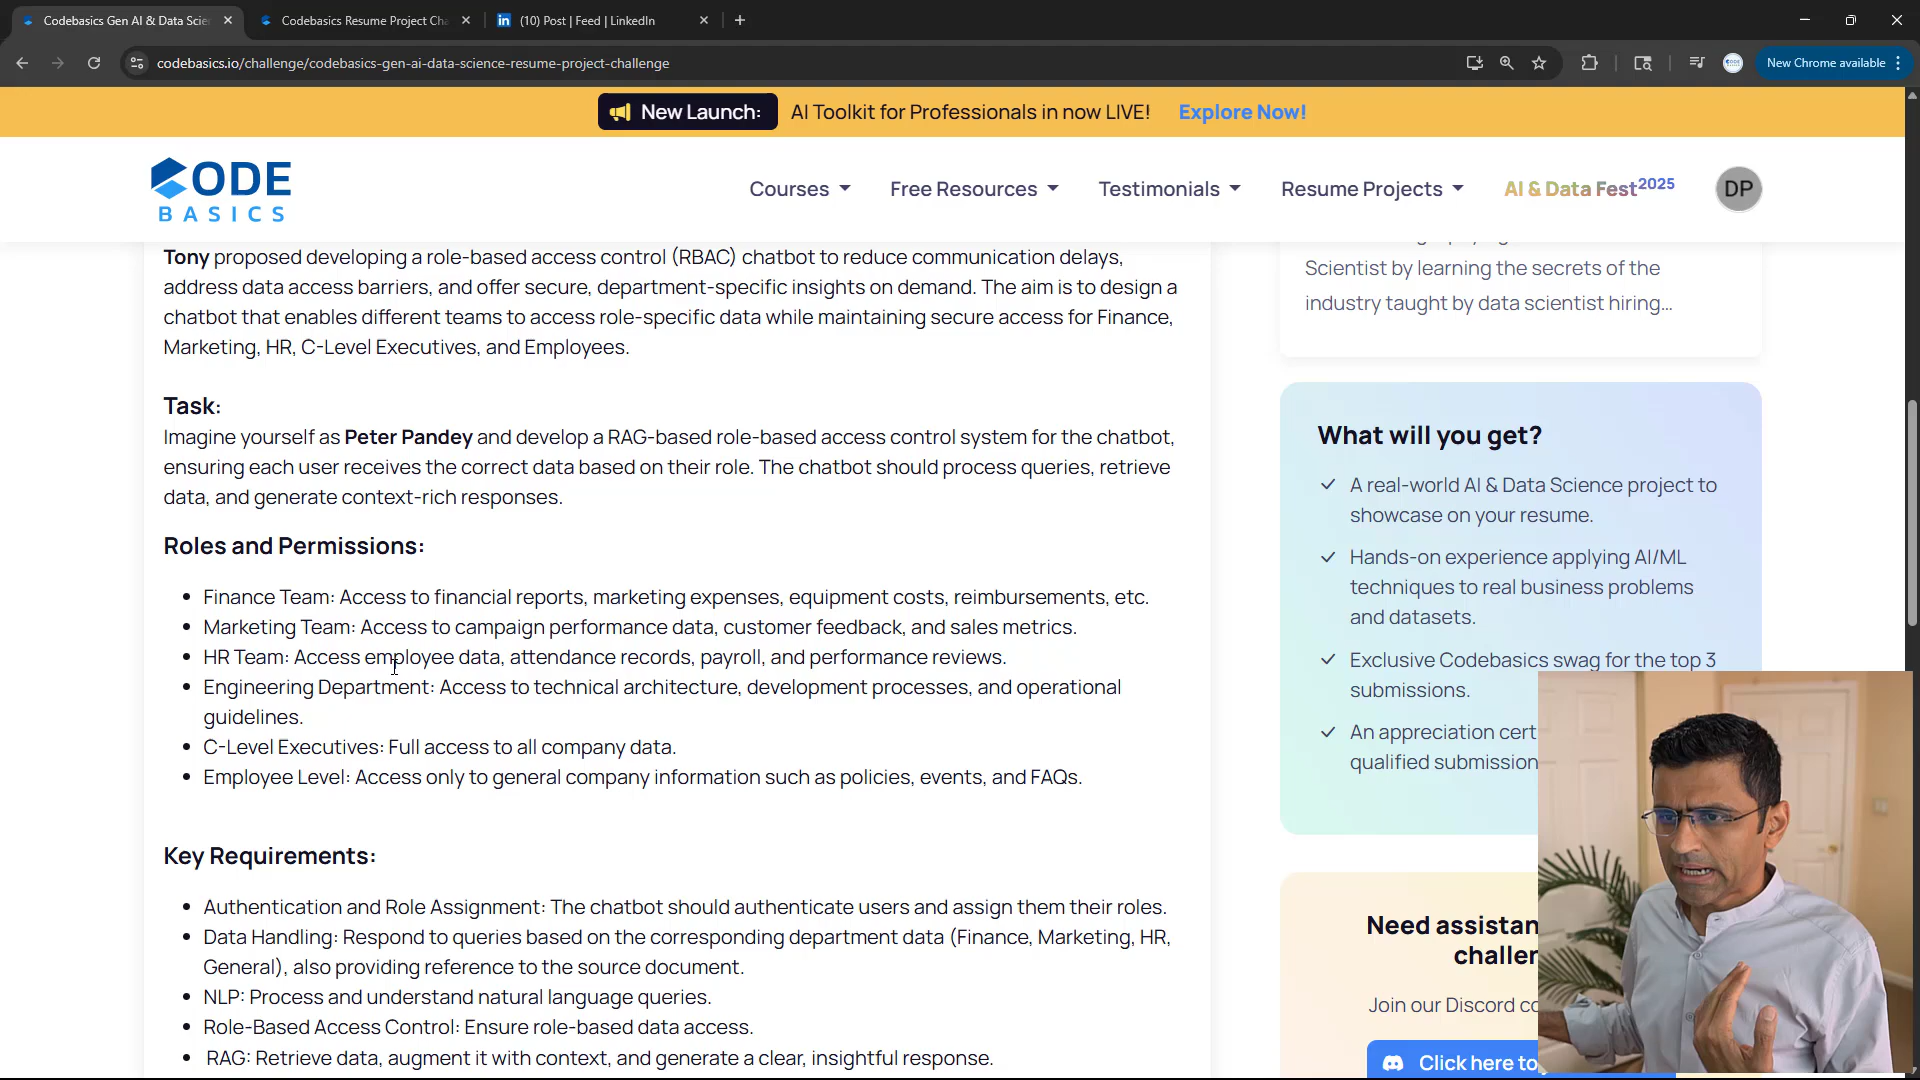 Codebasics Gen AI & Data Scie
Codebasics Resume Project Cha
(10) Post | Feed | LinkedIn
codebasics.io/challenge/codebasics-gen-ai-data-science-resume-project-challenge
New Chrome available
New Launch: AI Toolkit for Professionals in now LIVE! Explore Now!
CODE
BASICS
Courses
Free Resources
Testimonials
Resume Projects
AI & Data Fest2025
DP
Tony proposed developing a role-based access control (RBAC) chatbot to reduce communication delays,
address data access barriers, and offer secure, department-specific insights on demand. The aim is to design a
chatbot that enables different teams to access role-specific data while maintaining secure access for Finance,
Marketing, HR, C-Level Executives, and Employees.
Task:
Imagine yourself as Peter Pandey and develop a RAG-based role-based access control system for the chatbot,
ensuring each user receives the correct data based on their role. The chatbot should process queries, retrieve
data, and generate context-rich responses.
Roles and Permissions:
• Finance Team: Access to financial reports, marketing expenses, equipment costs, reimbursements, etc.
• Marketing Team: Access to campaign performance data, customer feedback, and sales metrics.
• HR Team: Access employee data, attendance records, payroll, and performance reviews.
• Engineering Department: Access to technical architecture, development processes, and operational
guidelines.
• C-Level Executives: Full access to all company data.
• Employee Level: Access only to general company information such as policies, events, and FAQs.
Key Requirements:
• Authentication and Role Assignment: The chatbot should authenticate users and assign them their roles.
• Data Handling: Respond to queries based on the corresponding department data (Finance, Marketing, HR,
General), also providing reference to the source document.
• NLP: Process and understand natural language queries.
• Role-Based Access Control: Ensure role-based data access.
• RAG: Retrieve data, augment it with context, and generate a clear, insightful response.
Scientist by learning the secrets of the
industry taught by data scientist hiring...
What will you get?
A real-world AI & Data Science project to
showcase on your resume.
Hands-on experience applying AI/ML
techniques to real business problems
and datasets.
Exclusive Codebasics swag for the top 3
submissions.
An appreciation cert
qualified submission
Need assistan
challen
Join our Discord co
Click here to